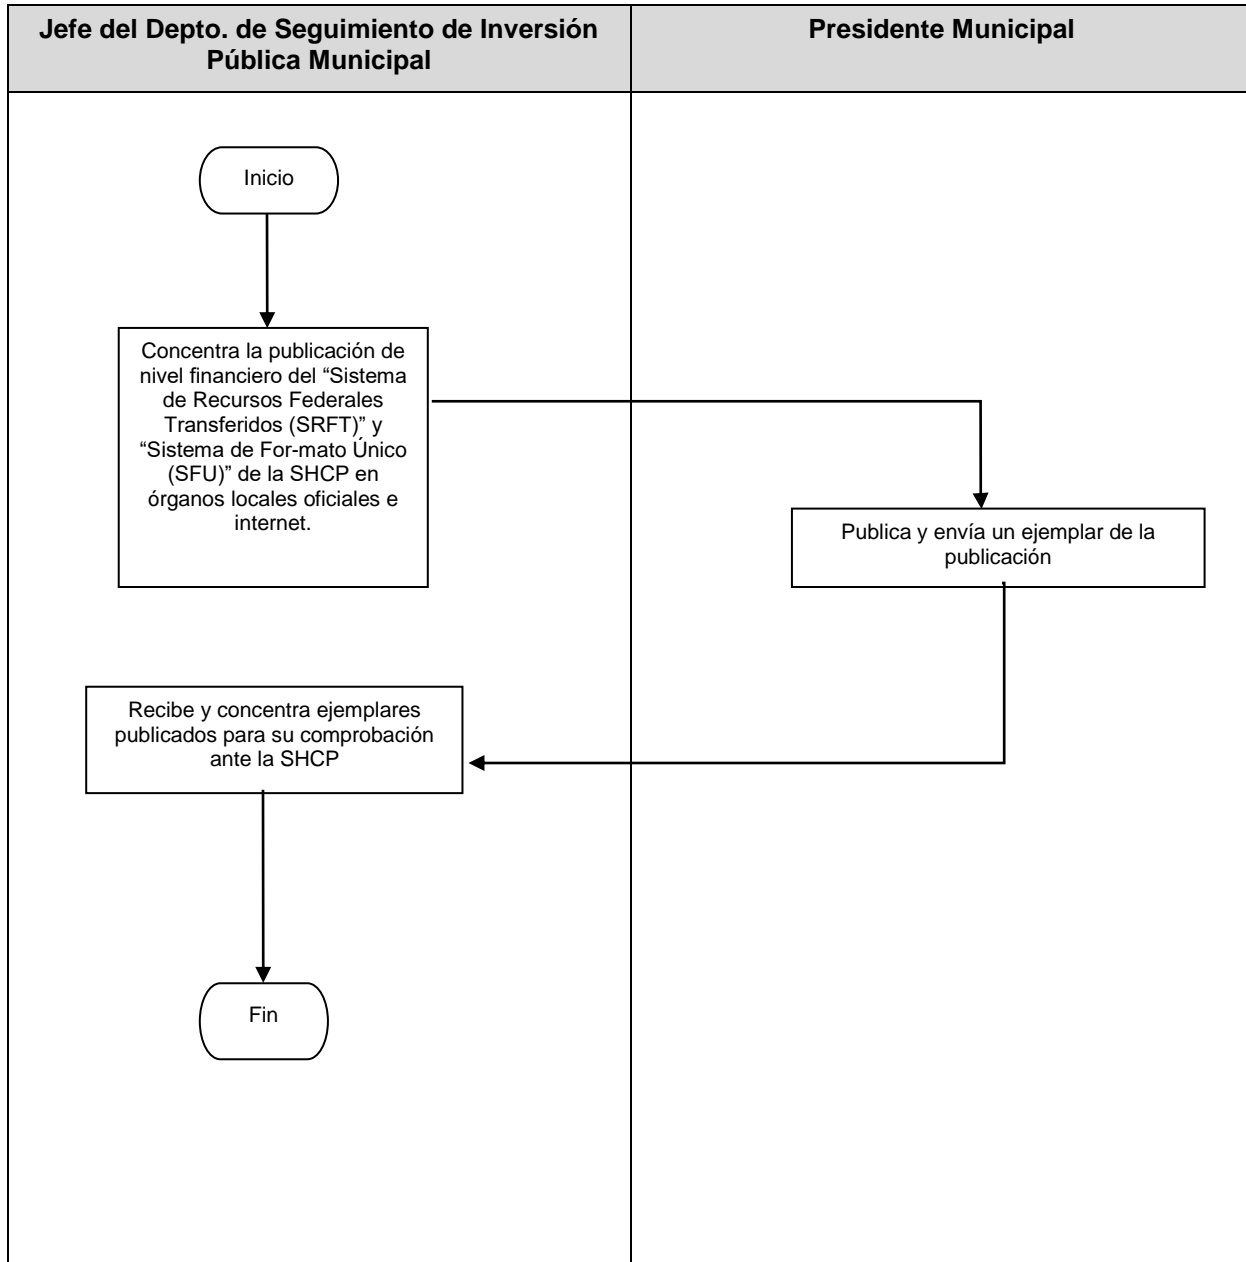 Jefe del Depto. de Seguimiento de Inversión
Pública Municipal
Presidente Municipal
Inicio
Concentra la publicación de
nivel financiero del “Sistema
de Recursos Federales
Transferidos (SRFT)” y
“Sistema de For-mato Único
(SFU)” de la SHCP en
órganos locales oficiales e
internet.
Publica y envía un ejemplar de la
publicación
Recibe y concentra ejemplares
publicados para su comprobación
ante la SHCP
Fin